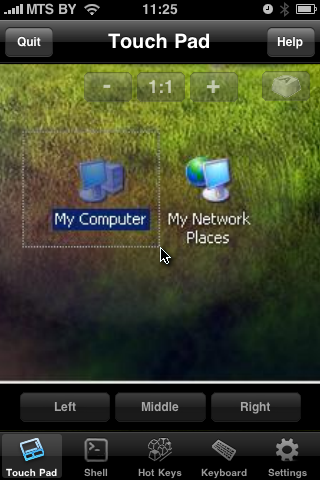 MTS BY 11:25
Quit Touch Pad Help
- 1:1 +
My Computer My Network
Places
Left Middle Right
Touch Pad Shell Hot Keys Keyboard Settings